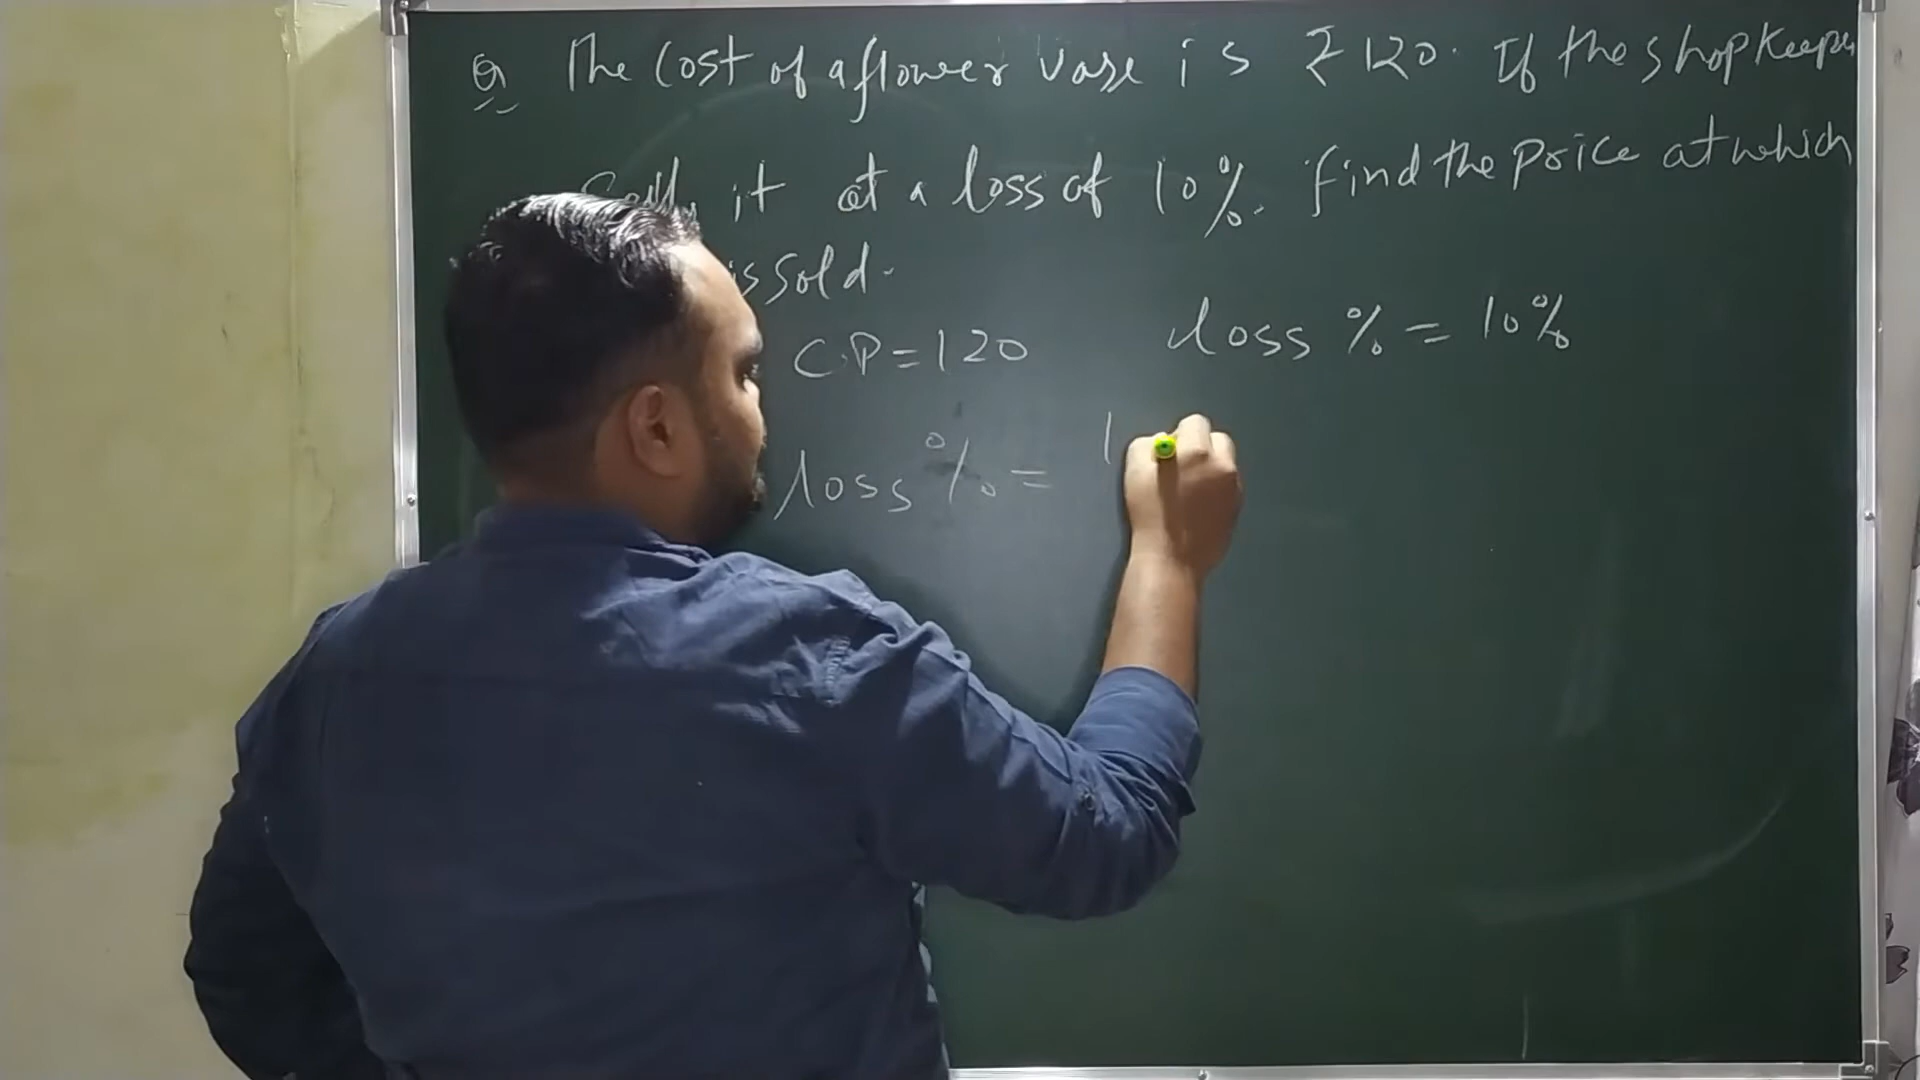 Q The Cost of a flower vase is ₹ 120. If the shopkeeper
Sell it at a loss of 10%. find the price at which
is sold.
C.P = 120 loss % = 10%
loss % = 1